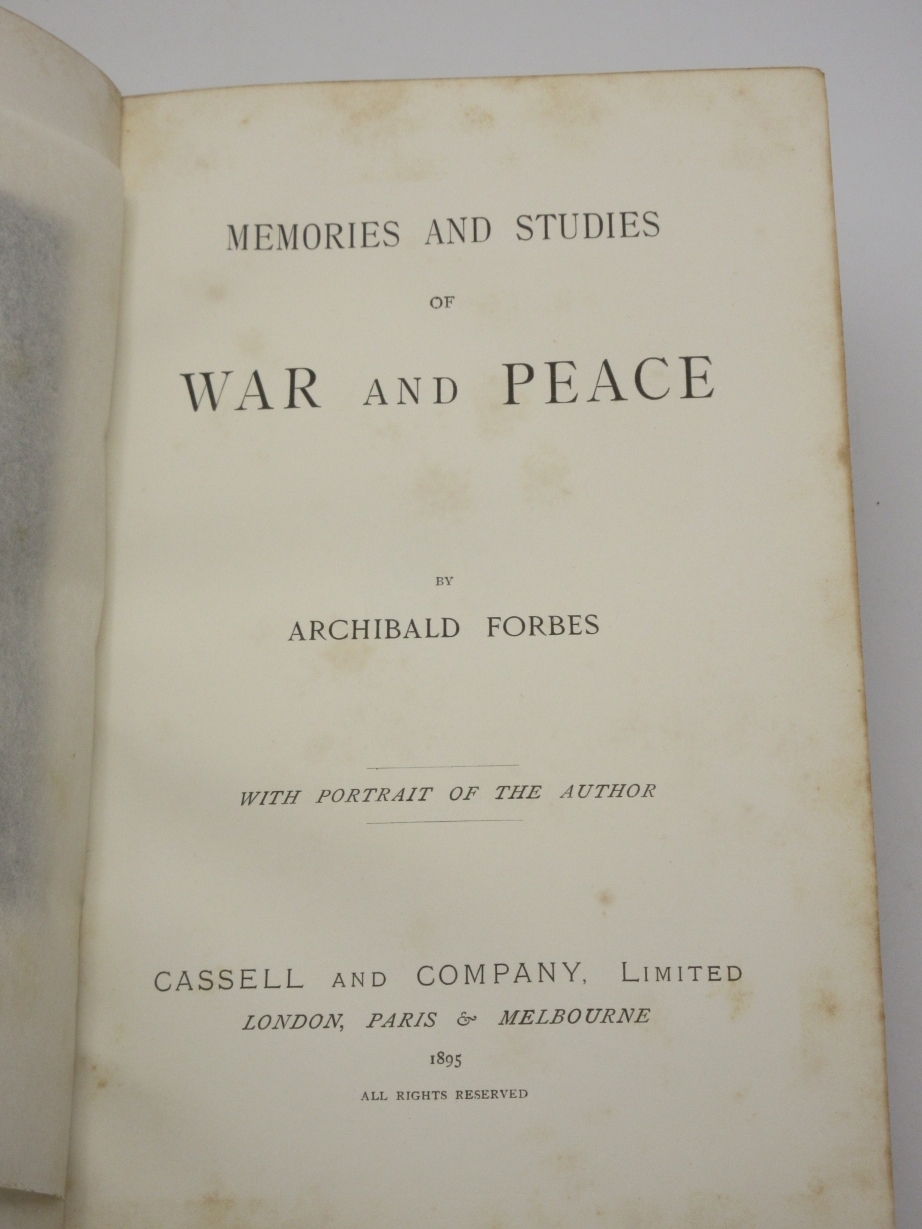 MEMORIES AND STUDIES
OF
WAR AND PEACE
BY
ARCHIBALD FORBES
WITH PORTRAIT OF THE AUTHOR
CASSELL AND COMPANY, LIMITED
LONDON, PARIS & MELBOURNE
1895
ALL RIGHTS RESERVED